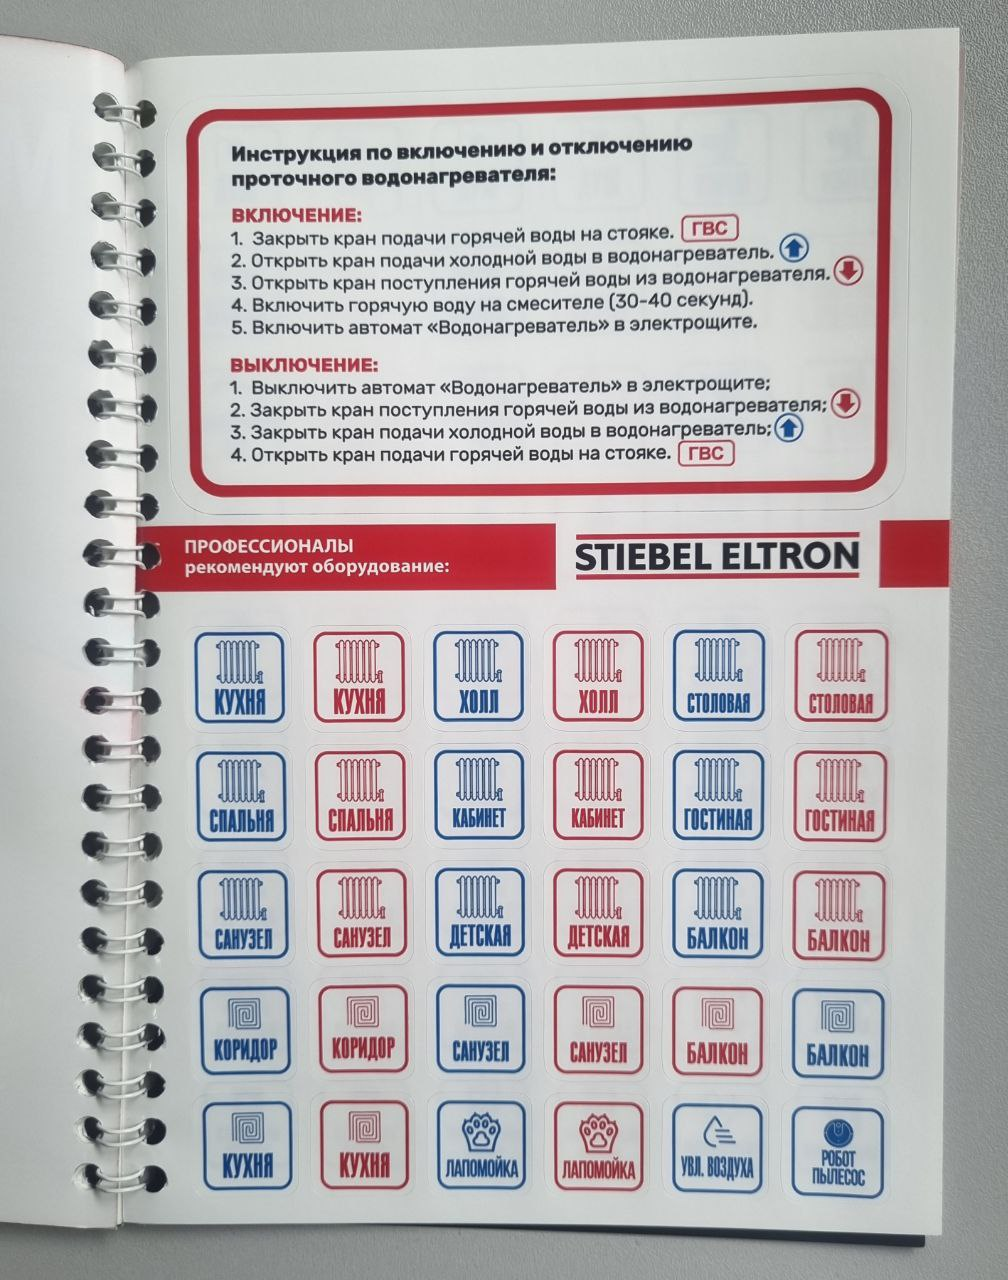 Инструкция по включению и отключению
проточного водонагревателя:
ВКЛЮЧЕНИЕ:
1. Закрыть кран подачи горячей воды на стояке. ГВС
2. Открыть кран подачи холодной воды в водонагреватель.
3. Открыть кран поступления горячей воды из водонагревателя.
4. Включить горячую воду на смесителе (30-40 секунд).
5. Включить автомат «Водонагреватель» в электрощите.
ВЫКЛЮЧЕНИЕ:
1. Выключить автомат «Водонагреватель» в электрощите;
2. Закрыть кран поступления горячей воды из водонагревателя;
3. Закрыть кран подачи холодной воды в водонагреватель;
4. Открыть кран подачи горячей воды на стояке. ГВС
ПРОФЕССИОНАЛЫ
рекомендуют оборудование:
STIEBEL ELTRON
КУХНЯ КУХНЯ ХОЛЛ ХОЛЛ СТОЛОВАЯ СТОЛОВАЯ
СПАЛЬНЯ СПАЛЬНЯ КАБИНЕТ КАБИНЕТ ГОСТИНАЯ ГОСТИНАЯ
САНУЗЕЛ САНУЗЕЛ ДЕТСКАЯ ДЕТСКАЯ БАЛКОН БАЛКОН
КОРИДОР КОРИДОР САНУЗЕЛ САНУЗЕЛ БАЛКОН БАЛКОН
КУХНЯ КУХНЯ ЛАПОМОЙКА ЛАПОМОЙКА УВЛ. ВОЗДУХА РОБОТ
ПЫЛЕСОС